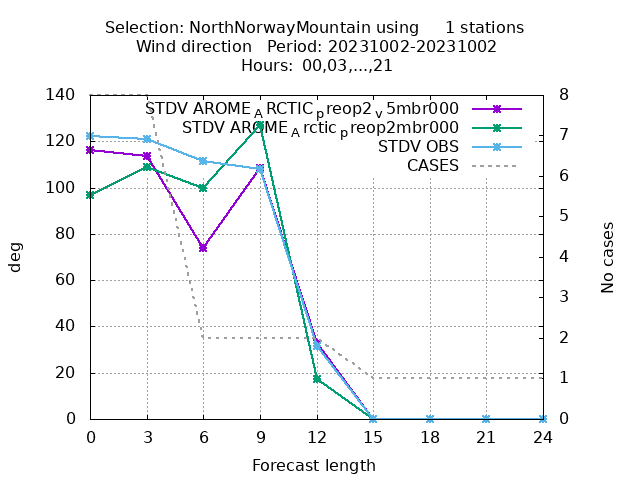 Selection: NorthNorwayMountain using 1 stations
Wind direction Period: 20231002-20231002
Hours: 00,03,...,21
STDV AROME_ARCTIC_preop2_v5mbr000
STDV AROME_Arctic_preop2mbr000
STDV OBS
CASES
deg
140
120
100
80
60
40
20
0
8
7
6
5
4
3
2
1
0
No cases
0 3 6 9 12 15 18 21 24
Forecast length